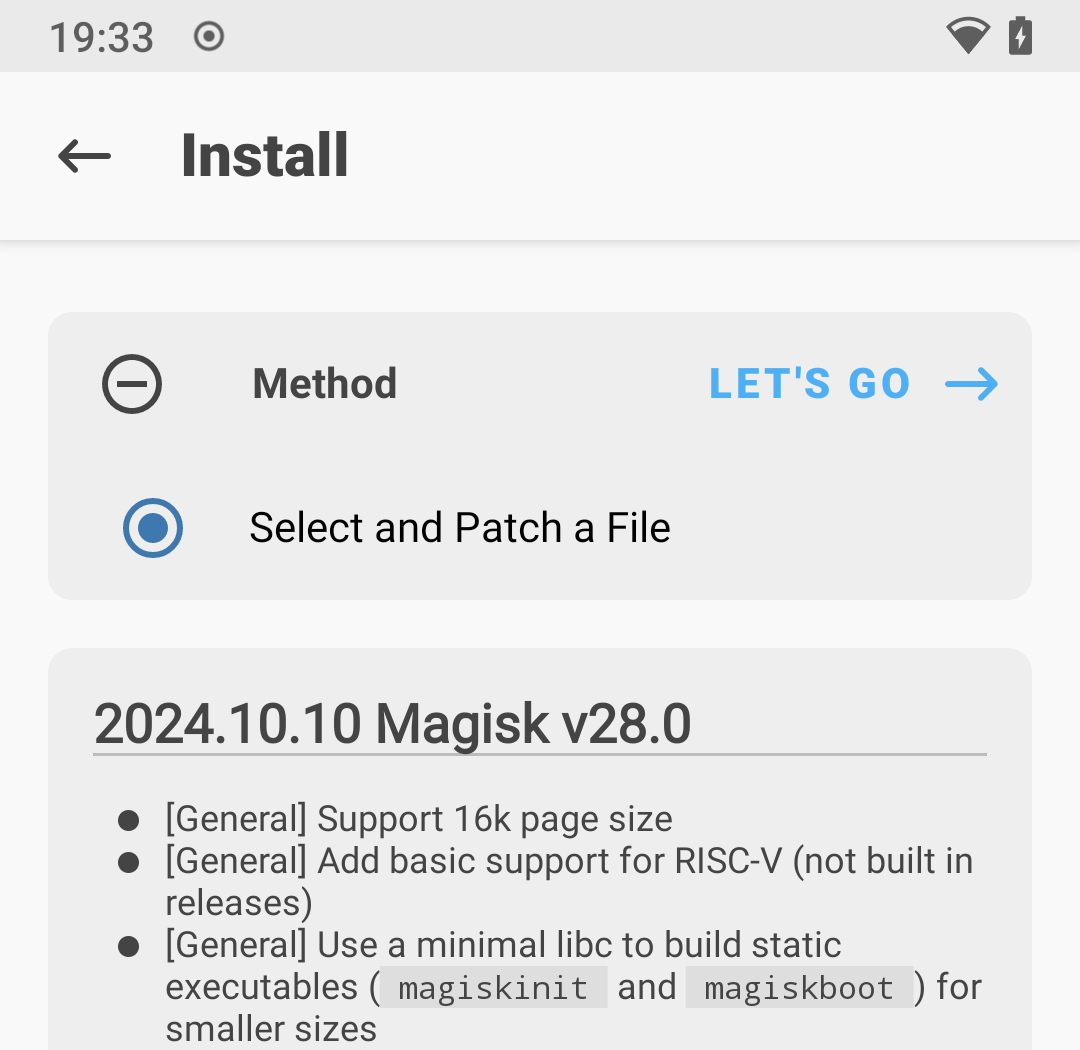 19:33
Install
Method LET'S GO
Select and Patch a File
2024.10.10 Magisk v28.0
[General] Support 16k page size
[General] Add basic support for RISC-V (not built in
releases)
[General] Use a minimal libc to build static
executables ( magiskinit and magiskboot ) for
smaller sizes